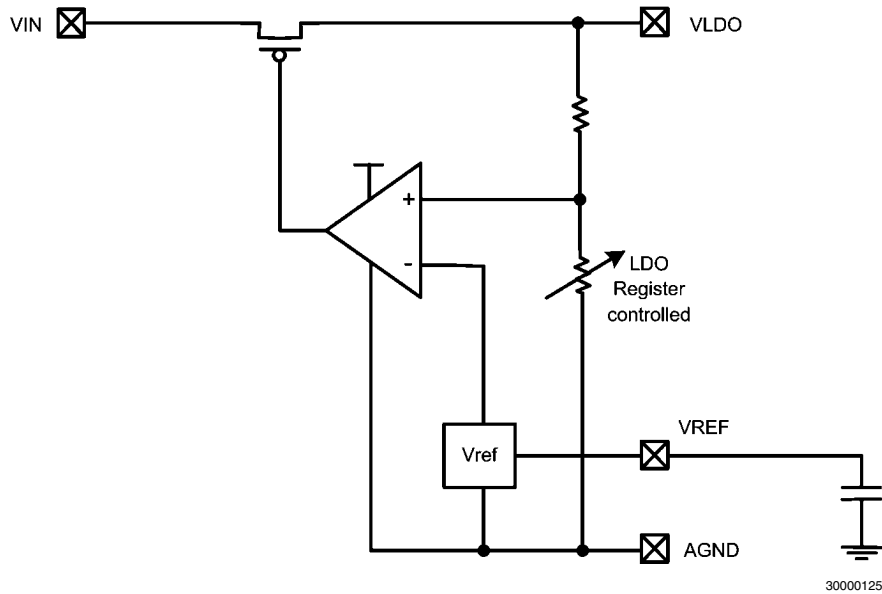 VIN
VLDO
+
-
LDO
Register
controlled
VREF
Vref
AGND
30000125